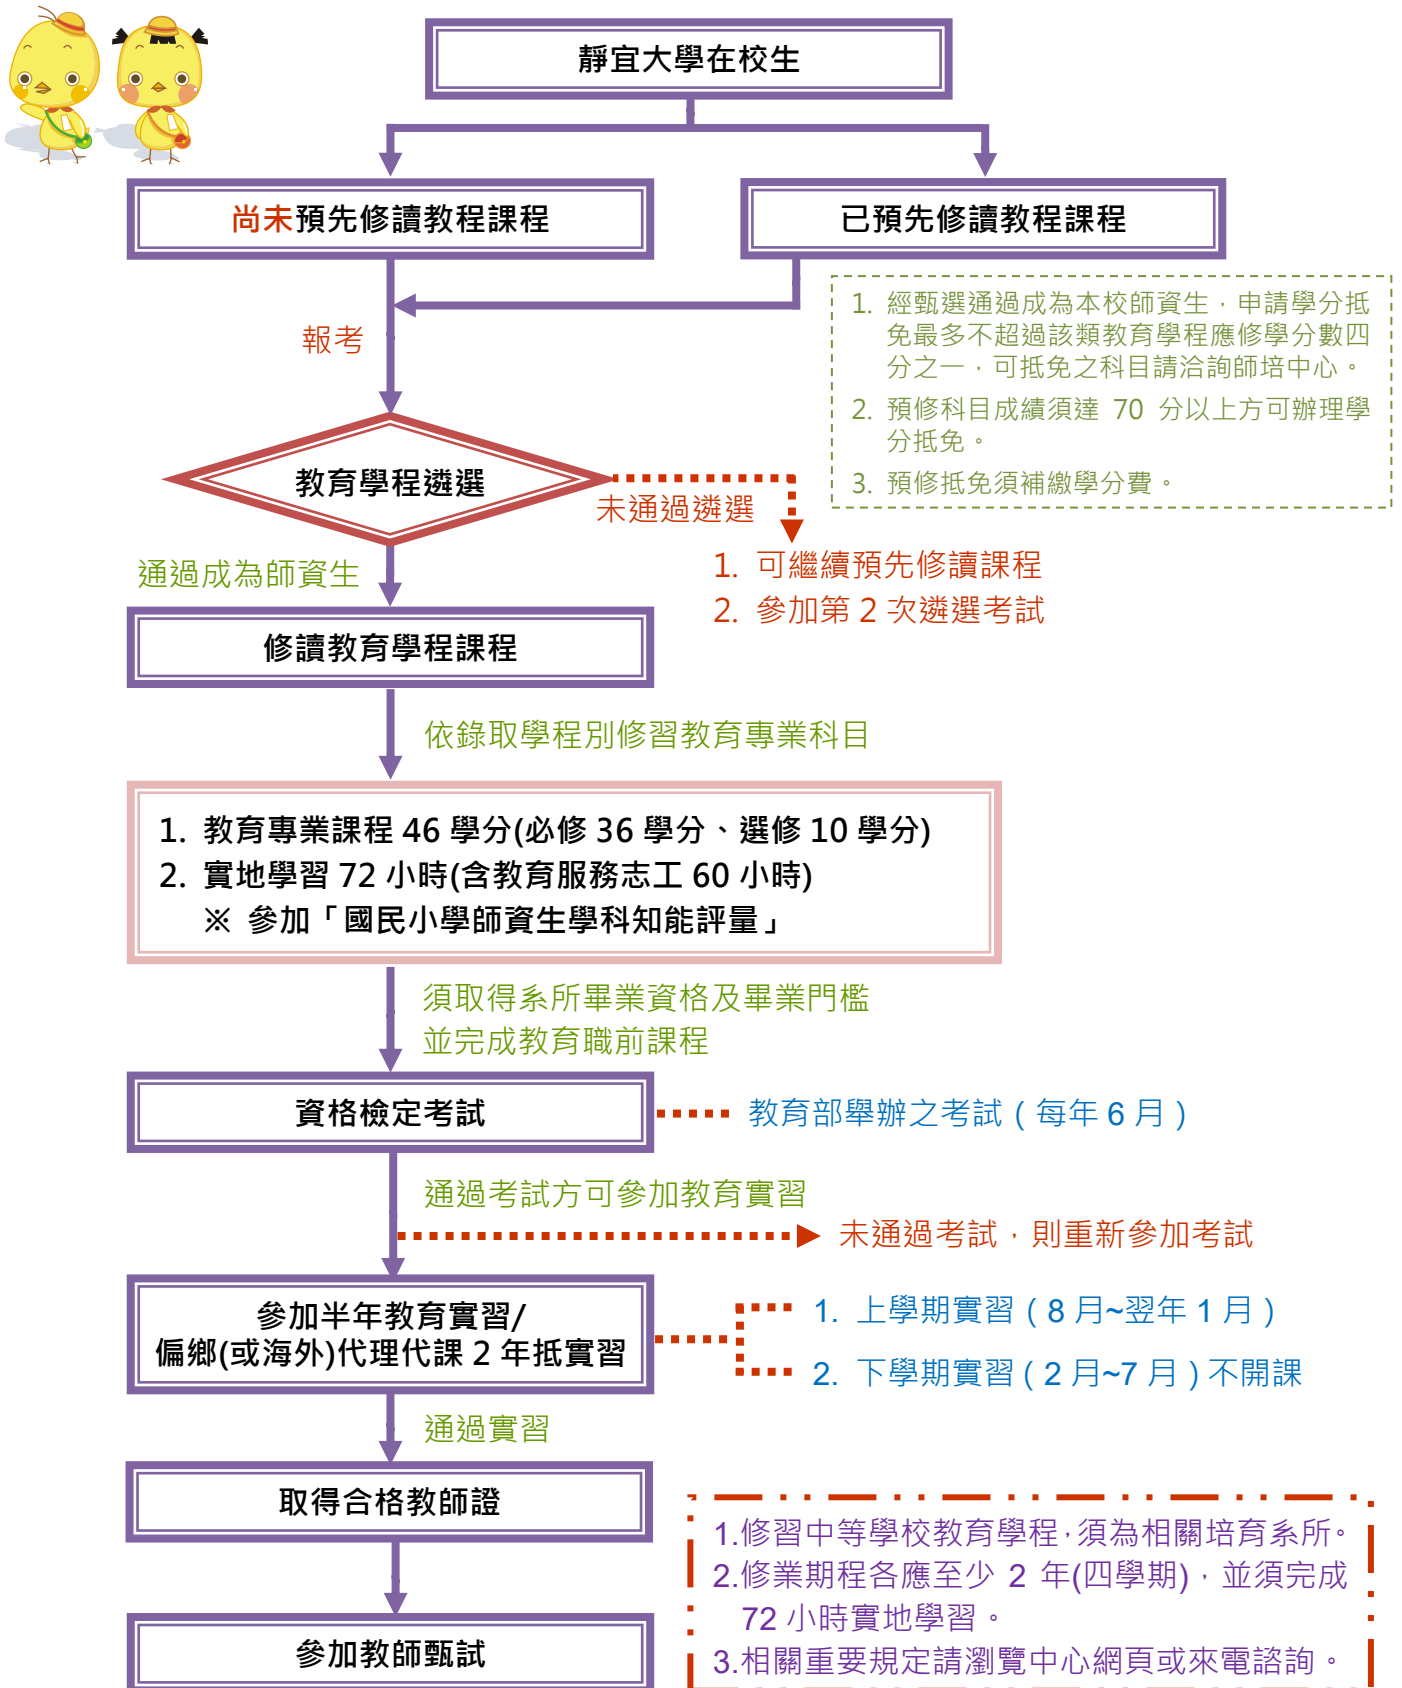 靜宜大學在校生
尚未預先修讀教程課程
已預先修讀教程課程
1. 經甄選通過成為本校師資生，申請學分抵
免最多不超過該類教育學程應修學分數四
分之一，可抵免之科目請洽詢師培中心。
2. 預修科目成績須達 70 分以上方可辦理學
分抵免。
3. 預修抵免須補繳學分費。
報考
教育學程遴選
未通過遴選
1. 可繼續預先修讀課程
2. 參加第 2 次遴選考試
通過成為師資生
修讀教育學程課程
依錄取學程別修習教育專業科目
1. 教育專業課程 46 學分(必修 36 學分、選修 10 學分)
2. 實地學習 72 小時(含教育服務志工 60 小時)
※ 參加「國民小學師資生學科知能評量」
須取得系所畢業資格及畢業門檻
並完成教育職前課程
資格檢定考試
教育部舉辦之考試（每年 6 月）
通過考試方可參加教育實習
未通過考試，則重新參加考試
參加半年教育實習/
偏鄉(或海外)代理代課 2 年抵實習
1. 上學期實習（8 月~翌年 1 月）
2. 下學期實習（2 月~7 月）不開課
通過實習
取得合格教師證
參加教師甄試
1.修習中等學校教育學程，須為相關培育系所。
2.修業期程各應至少 2 年(四學期)，並須完成
72 小時實地學習。
3.相關重要規定請瀏覽中心網頁或來電諮詢。